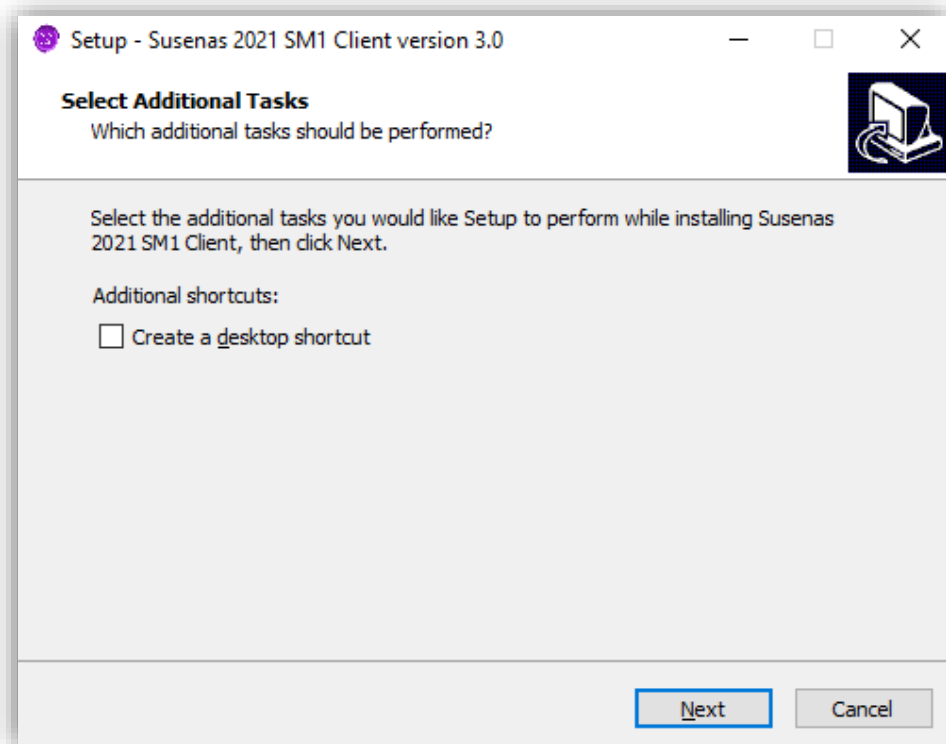 Setup - Susenas 2021 SM1 Client version 3.0
Select Additional Tasks
Which additional tasks should be performed?
Select the additional tasks you would like Setup to perform while installing Susenas
2021 SM1 Client, then click Next.
Additional shortcuts:
Create a desktop shortcut
Next
Cancel